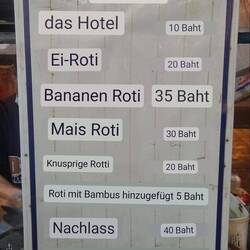 das Hotel 10 Baht
Ei-Roti 20 Baht
Bananen Roti 35 Baht
Mais Roti 30 Baht
Knusprige Rotti 20 Baht
Roti mit Bambus hinzugefügt 5 Baht
Nachlass 40 Baht